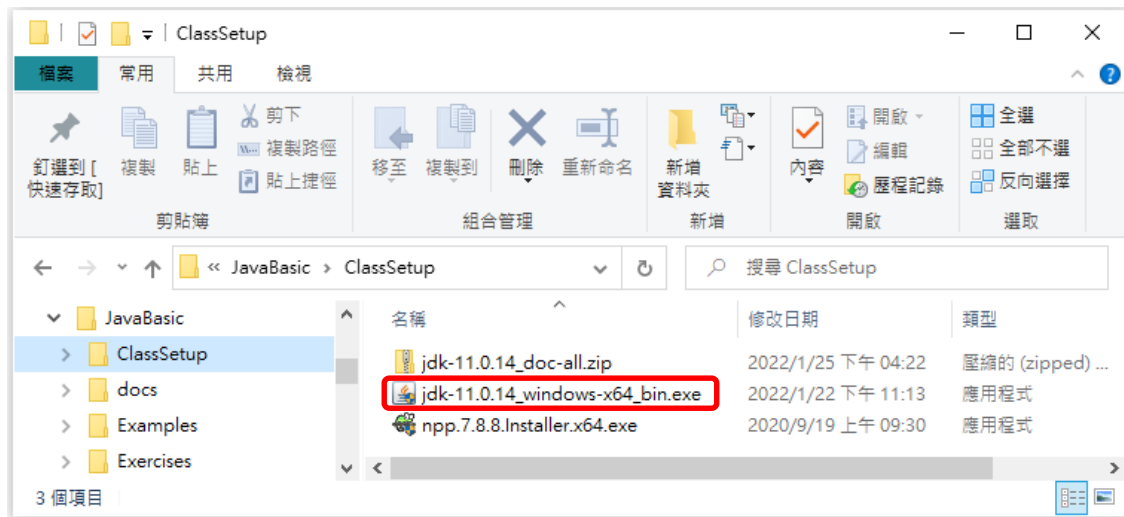 ClassSetup
檔案 常用 共用 檢視
釘選到 [
快速存取]
複製
貼上
剪下
複製路徑
貼上捷徑
移至
複製到
刪除
重新命名
新增
資料夾
內容
開啟
編輯
歷程記錄
全選
全部不選
反向選擇
剪貼簿 組合管理 新增 開啟 選取
« JavaBasic › ClassSetup
搜尋 ClassSetup
JavaBasic
ClassSetup
docs
Examples
Exercises
名稱 修改日期 類型
jdk-11.0.14_doc-all.zip 2022/1/25 下午 04:22 壓縮的 (zipped) ...
jdk-11.0.14_windows-x64_bin.exe 2022/1/22 下午 11:13 應用程式
npp.7.8.8.Installer.x64.exe 2020/9/19 上午 09:30 應用程式
3 個項目